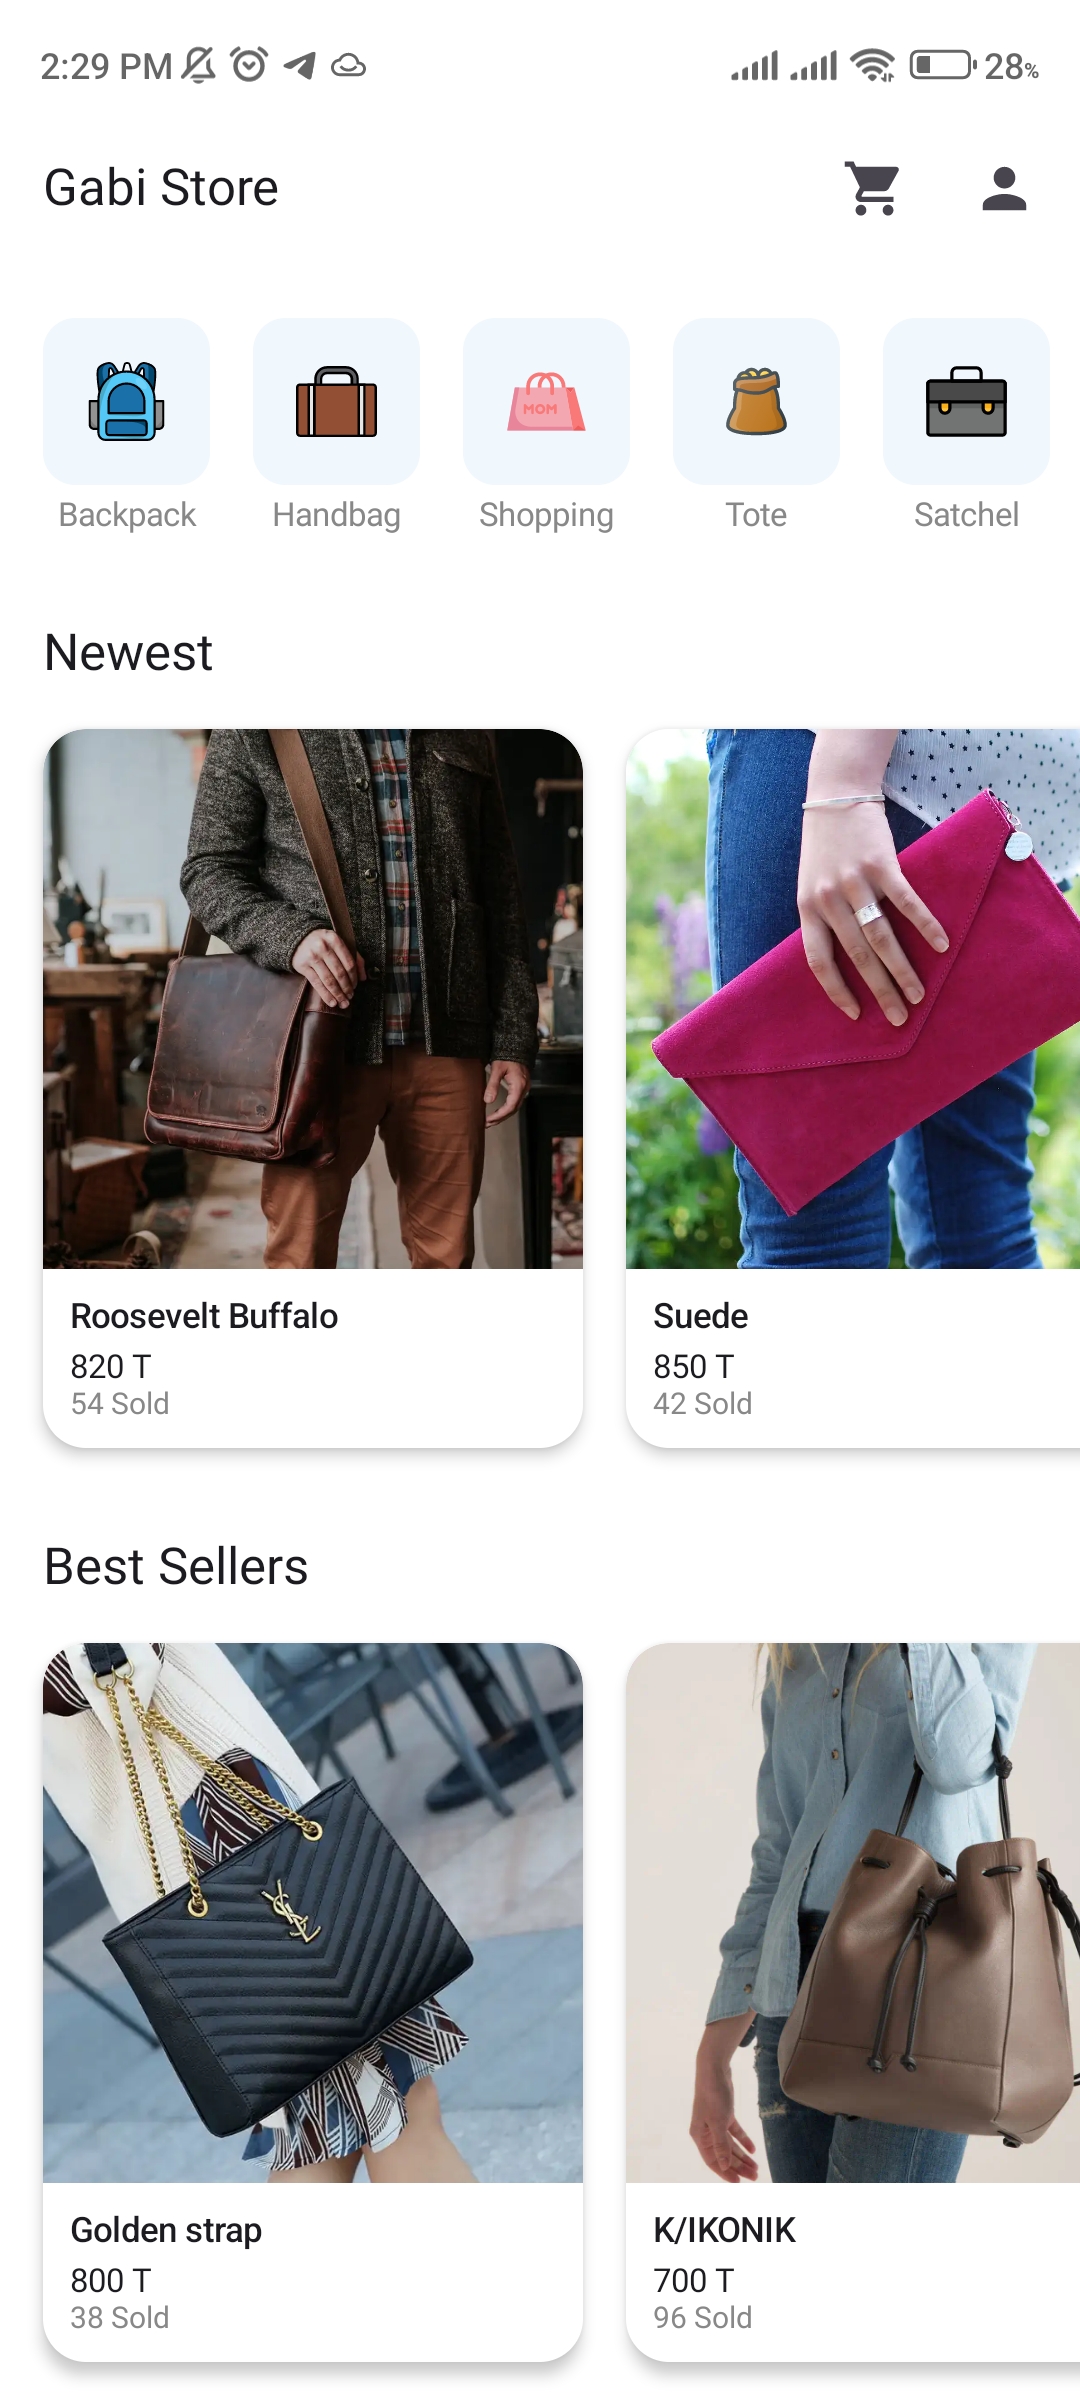 2:29 PM 28%
Gabi Store
MOM
Backpack Handbag Shopping Tote Satchel
Newest
Roosevelt Buffalo Suede
820 T 850 T
54 Sold 42 Sold
Best Sellers
YSL
Golden strap K/IKONIK
800 T 700 T
38 Sold 96 Sold